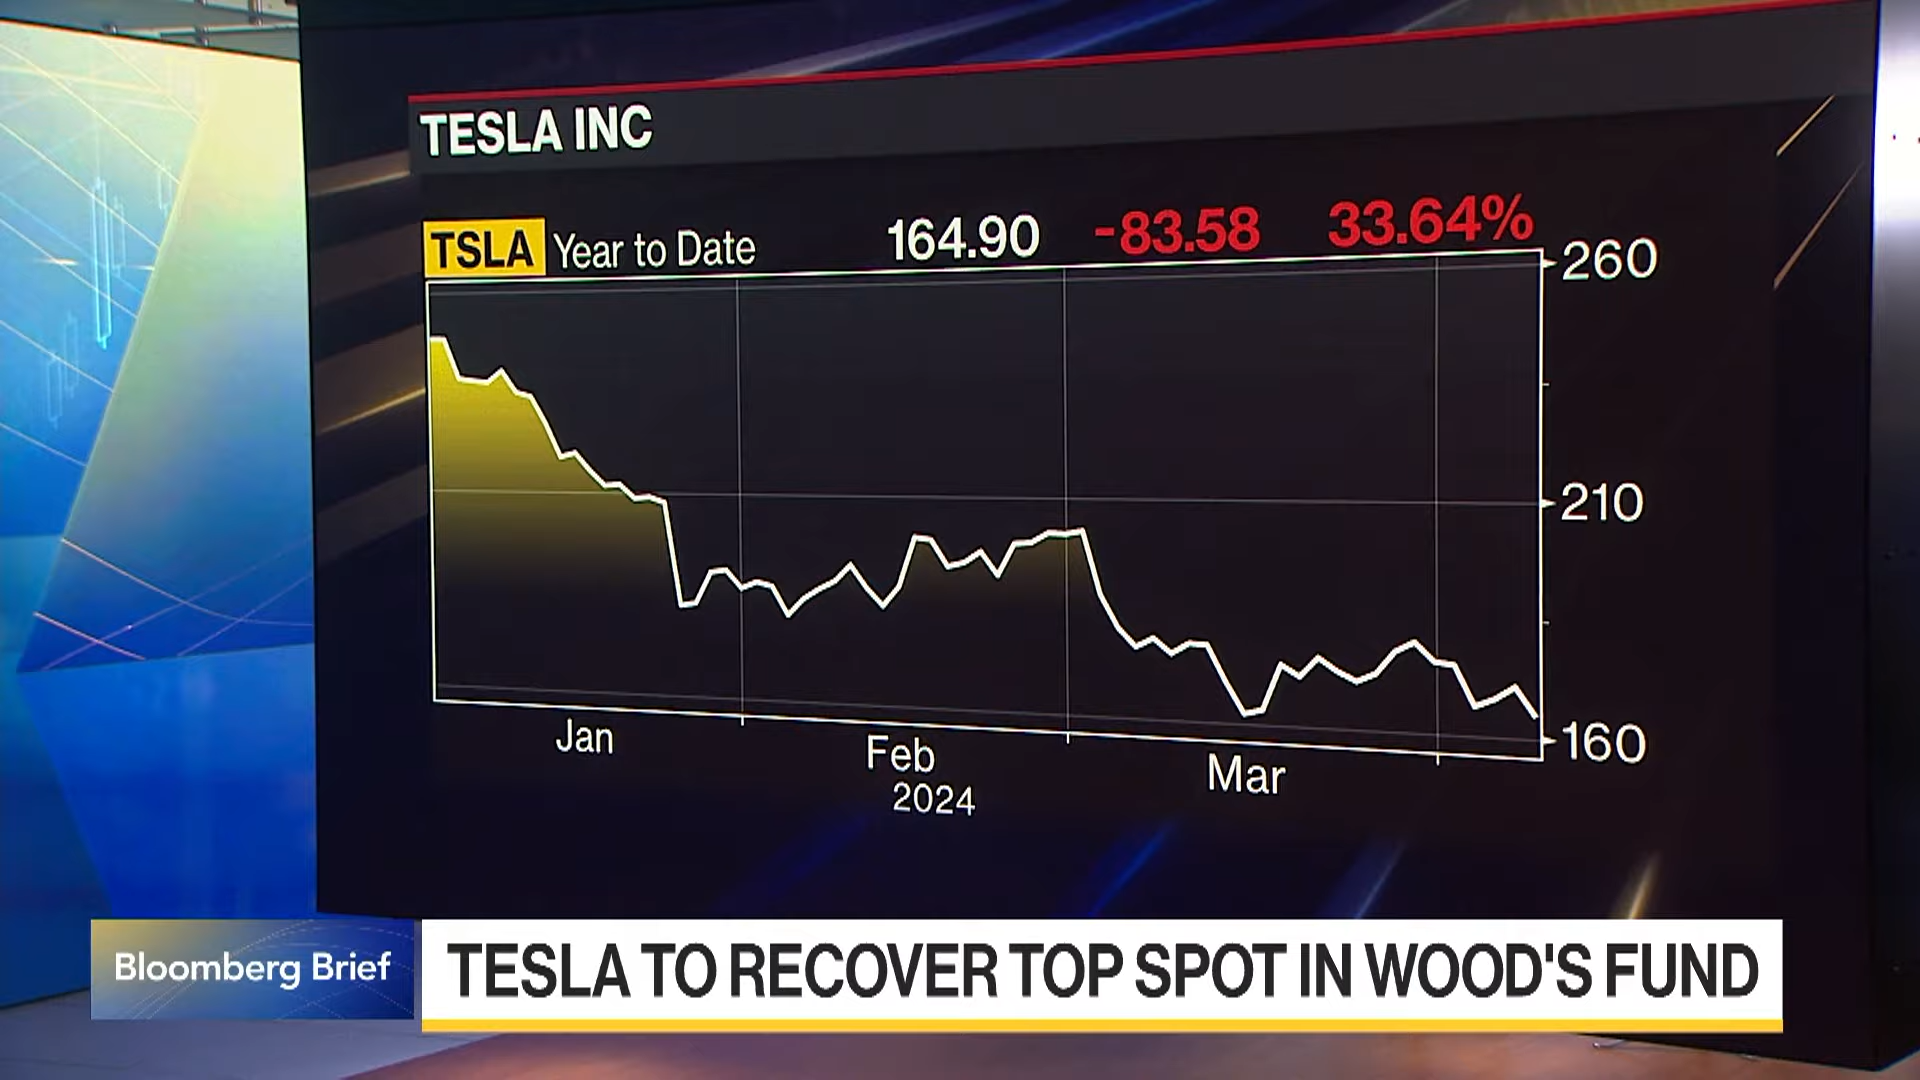 TESLA INC
TSLA Year to Date 164.90 -83.58 33.64%
260
210
160
Jan Feb Mar
2024
Bloomberg Brief
TESLA TO RECOVER TOP SPOT IN WOOD'S FUND